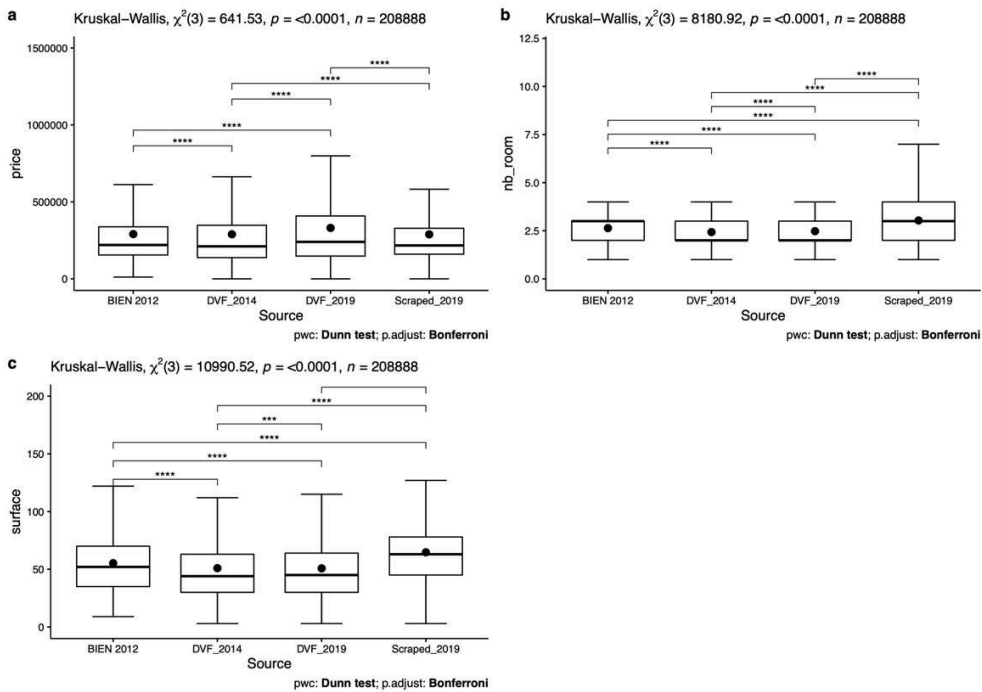 a
Kruskal–Wallis, χ²(3) = 641.53, p = <0.0001, n = 208888
1500000
1000000
500000
0
price
****
****
****
****
****
BIEN 2012
DVF_2014
DVF_2019
Scraped_2019
Source
pwc: Dunn test; p.adjust: Bonferroni
b
Kruskal–Wallis, χ²(3) = 8180.92, p = <0.0001, n = 208888
12.5
10.0
7.5
5.0
2.5
0.0
nb_room
****
****
****
****
****
****
BIEN 2012
DVF_2014
DVF_2019
Scraped_2019
Source
pwc: Dunn test; p.adjust: Bonferroni
c
Kruskal–Wallis, χ²(3) = 10990.52, p = <0.0001, n = 208888
200
150
100
50
0
surface
****
***
****
****
****
BIEN 2012
DVF_2014
DVF_2019
Scraped_2019
Source
pwc: Dunn test; p.adjust: Bonferroni